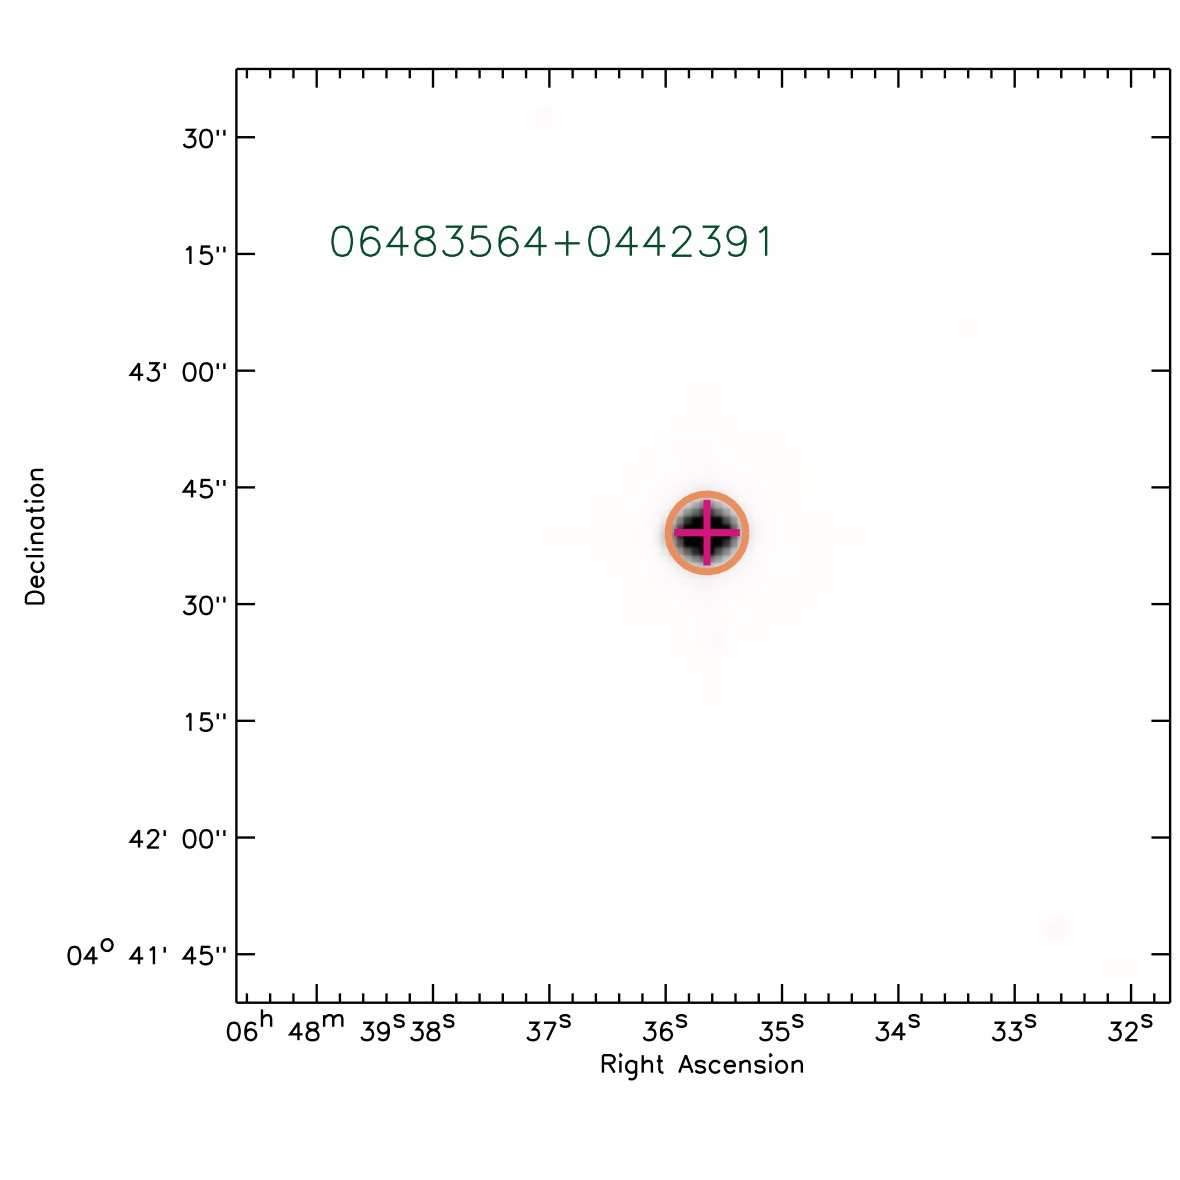 30"
06483564+0442391
15"
43' 00"
45"
Declination
30"
15"
42' 00"
04o 41' 45"
06h 48m 39s 38s 37s 36s 35s 34s 33s 32s
Right Ascension